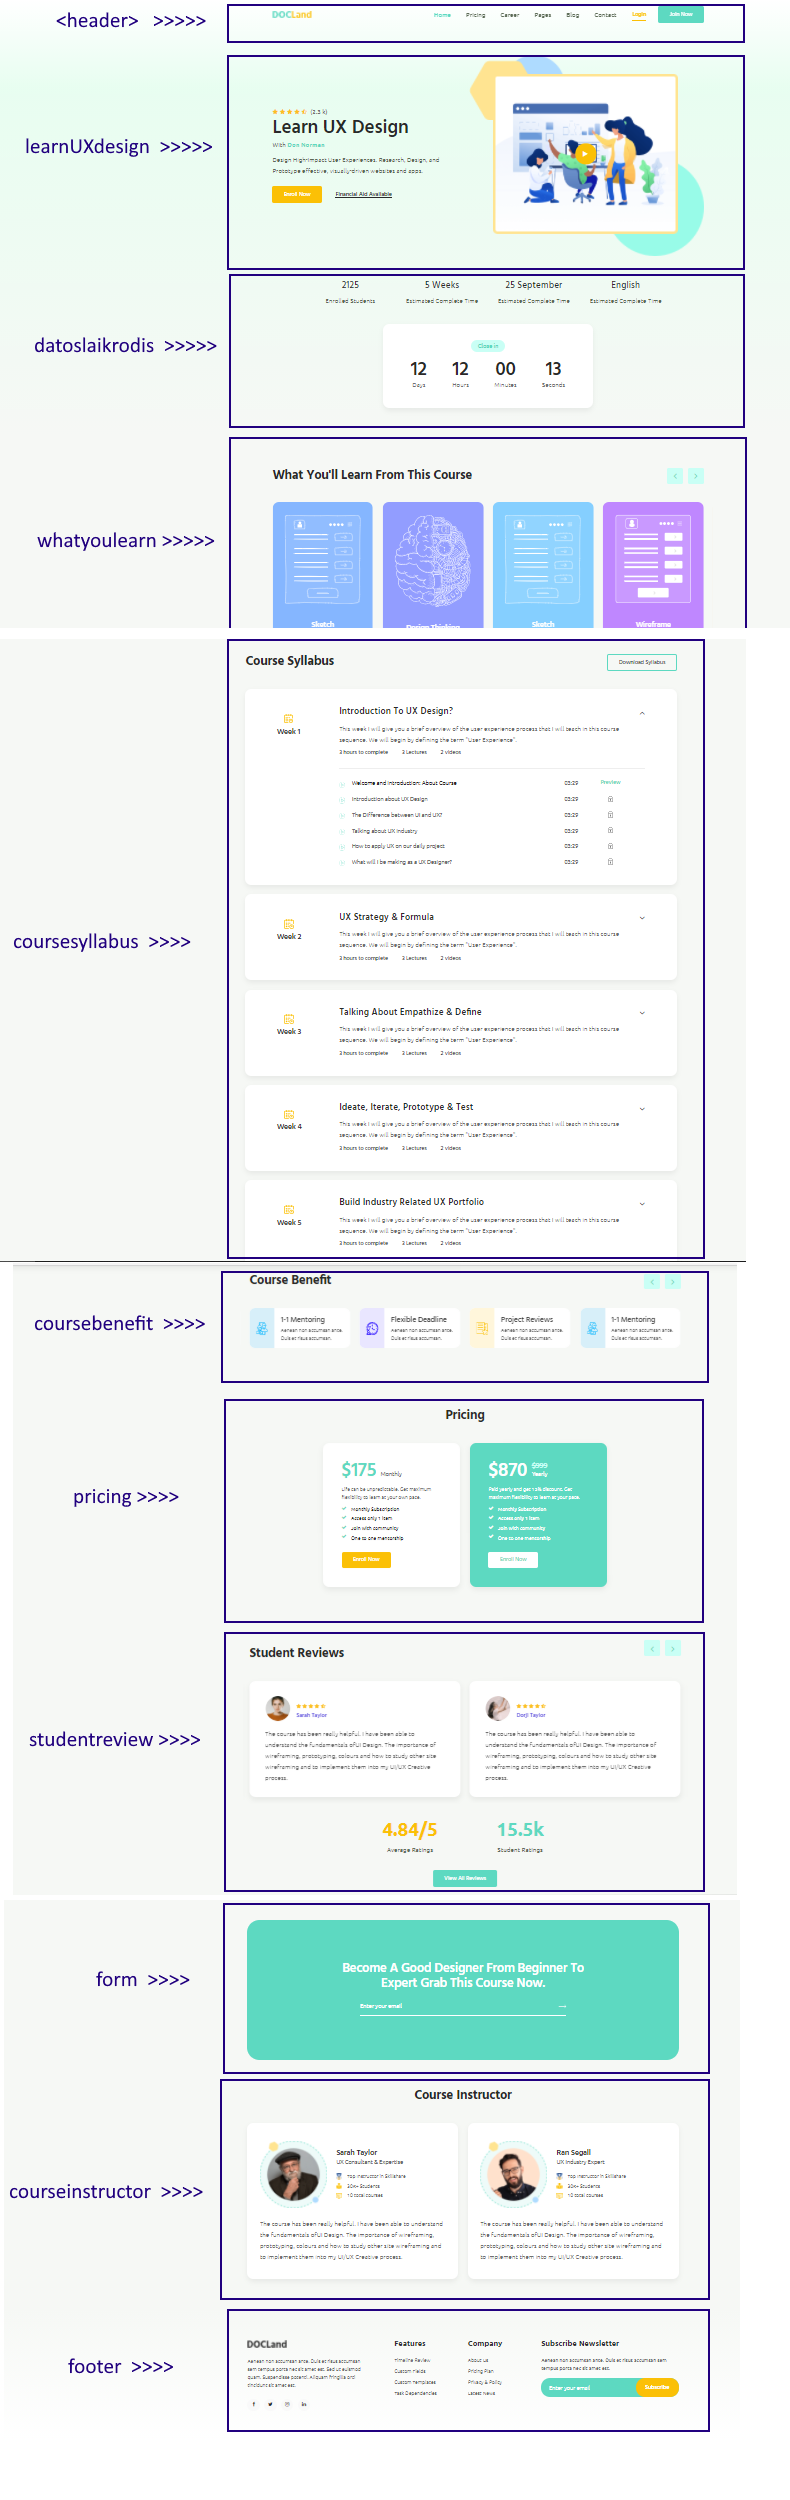 <header> >>>>>
DOCLand
Home Pricing Career Pages Blog Contact Login Join Now
learnUXdesign >>>>>
(2.3 k)
Learn UX Design
With Don Norman
Design High-Impact User Experiences. Research, Design, and
Prototype effective, visually-driven websites and apps.
Enroll Now Financial Aid Available
datoslaikrodis >>>>>
2125 5 Weeks 25 September English
Enrolled Students Estimated Complete Time Estimated Complete Time Estimated Complete Time
Close in
12 12 00 13
Days Hours Minutes Seconds
whatyoulearn >>>>>
What You'll Learn From This Course
Sketch Design Thinking Sketch Wireframe
coursesyllabus >>>>
Course Syllabus Download Syllabus
Week 1
Introduction To UX Design?
This week I will give you a brief overview of the user experience process that I will teach in this course
sequence. We will begin by defining the term "User Experience".
3 hours to complete 3 Lectures 2 videos
Welcome and Introduction: About Course 03:29 Preview
Introduction about UX Design 03:29
The Difference between UI and UX? 03:29
Talking about UX Industry 03:29
How to apply UX on our daily project 03:29
What will I be making as a UX Designer? 03:29
Week 2
UX Strategy & Formula
This week I will give you a brief overview of the user experience process that I will teach in this course
sequence. We will begin by defining the term "User Experience".
3 hours to complete 3 Lectures 2 videos
Week 3
Talking About Empathize & Define
This week I will give you a brief overview of the user experience process that I will teach in this course
sequence. We will begin by defining the term "User Experience".
3 hours to complete 3 Lectures 2 videos
Week 4
Ideate, Iterate, Prototype & Test
This week I will give you a brief overview of the user experience process that I will teach in this course
sequence. We will begin by defining the term "User Experience".
3 hours to complete 3 Lectures 2 videos
Week 5
Build Industry Related UX Portfolio
This week I will give you a brief overview of the user experience process that I will teach in this course
sequence. We will begin by defining the term "User Experience".
3 hours to complete 3 Lectures 2 videos
coursebenefit >>>>
Course Benefit
1-1 Mentoring
Aenean non accumsan ante.
Duis et risus accumsan.
Flexible Deadline
Aenean non accumsan ante.
Duis et risus accumsan.
Project Reviews
Aenean non accumsan ante.
Duis et risus accumsan.
1-1 Mentoring
Aenean non accumsan ante.
Duis et risus accumsan.
pricing >>>>
Pricing
$175 Monthly
Life can be unpredictable. Get maximum
flexibility to learn at your own pace.
Monthly Subscription
Access only 1 item
Join with community
One to one mentorship
Enroll Now
$870 $999 Yearly
Paid yearly and get 13% discount. Get
maximum flexibility to learn at your pace.
Monthly Subscription
Access only 1 item
Join with community
One to one mentorship
Enroll Now
studentreview >>>>
Student Reviews
Sarah Taylor
The course has been really helpful. I have been able to
understand the fundamentals ofUI Design. The importance of
wireframing, prototyping, colours and how to study other site
wireframing and to implement them into my UI/UX Creative
process.
Dorji Taylor
The course has been really helpful. I have been able to
understand the fundamentals ofUI Design. The importance of
wireframing, prototyping, colours and how to study other site
wireframing and to implement them into my UI/UX Creative
process.
4.84/5 15.5k
Average Ratings Student Ratings
View All Reviews
form >>>>
Become A Good Designer From Beginner To
Expert Grab This Course Now.
Enter your email
courseinstructor >>>>
Course Instructor
Sarah Taylor
UX Consultant & Expertise
Top Instructor in Skillshare
30K+ Students
10 total courses
The course has been really helpful. I have been able to understand
the fundamentals ofUI Design. The importance of wireframing,
prototyping, colours and how to study other site wireframing and
to implement them into my UI/UX Creative process.
Ran Segall
UX Industry Expert
Top Instructor in Skillshare
30K+ Students
10 total courses
The course has been really helpful. I have been able to understand
the fundamentals ofUI Design. The importance of wireframing,
prototyping, colours and how to study other site wireframing and
to implement them into my UI/UX Creative process.
footer >>>>
DOCLand
Aenean non accumsan ante. Duis et risus accumsan
sem tempus porta nec sit amet est. Sed ut euismod
quam. Suspendisse potenti. Aliquam fringilla orci
tincidunt sit amet est.
Features
Timeline Review
Custom Fields
Custom Templates
Task Dependencies
Company
About Us
Pricing Plan
Privacy & Policy
Latest News
Subscribe Newsletter
Aenean non accumsan ante. Duis et risus accumsan sem
tempus porta nec sit amet est.
Enter your email Subscribe